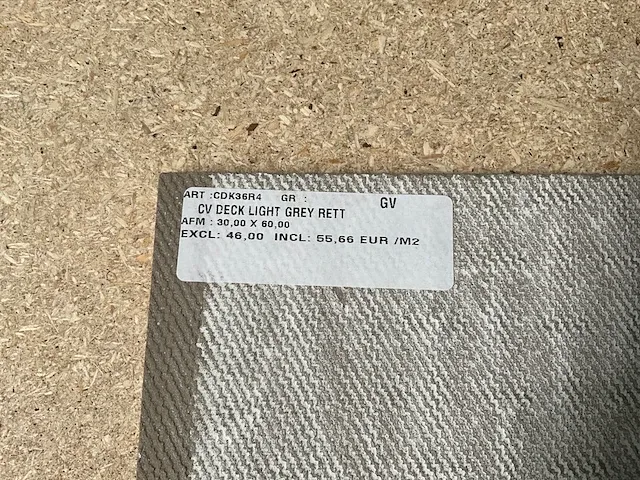 ART :CDK36R4 GR : GV
CV DECK LIGHT GREY RETT
AFM : 30,00 X 60,00
EXCL: 46,00 INCL: 55,66 EUR /M2